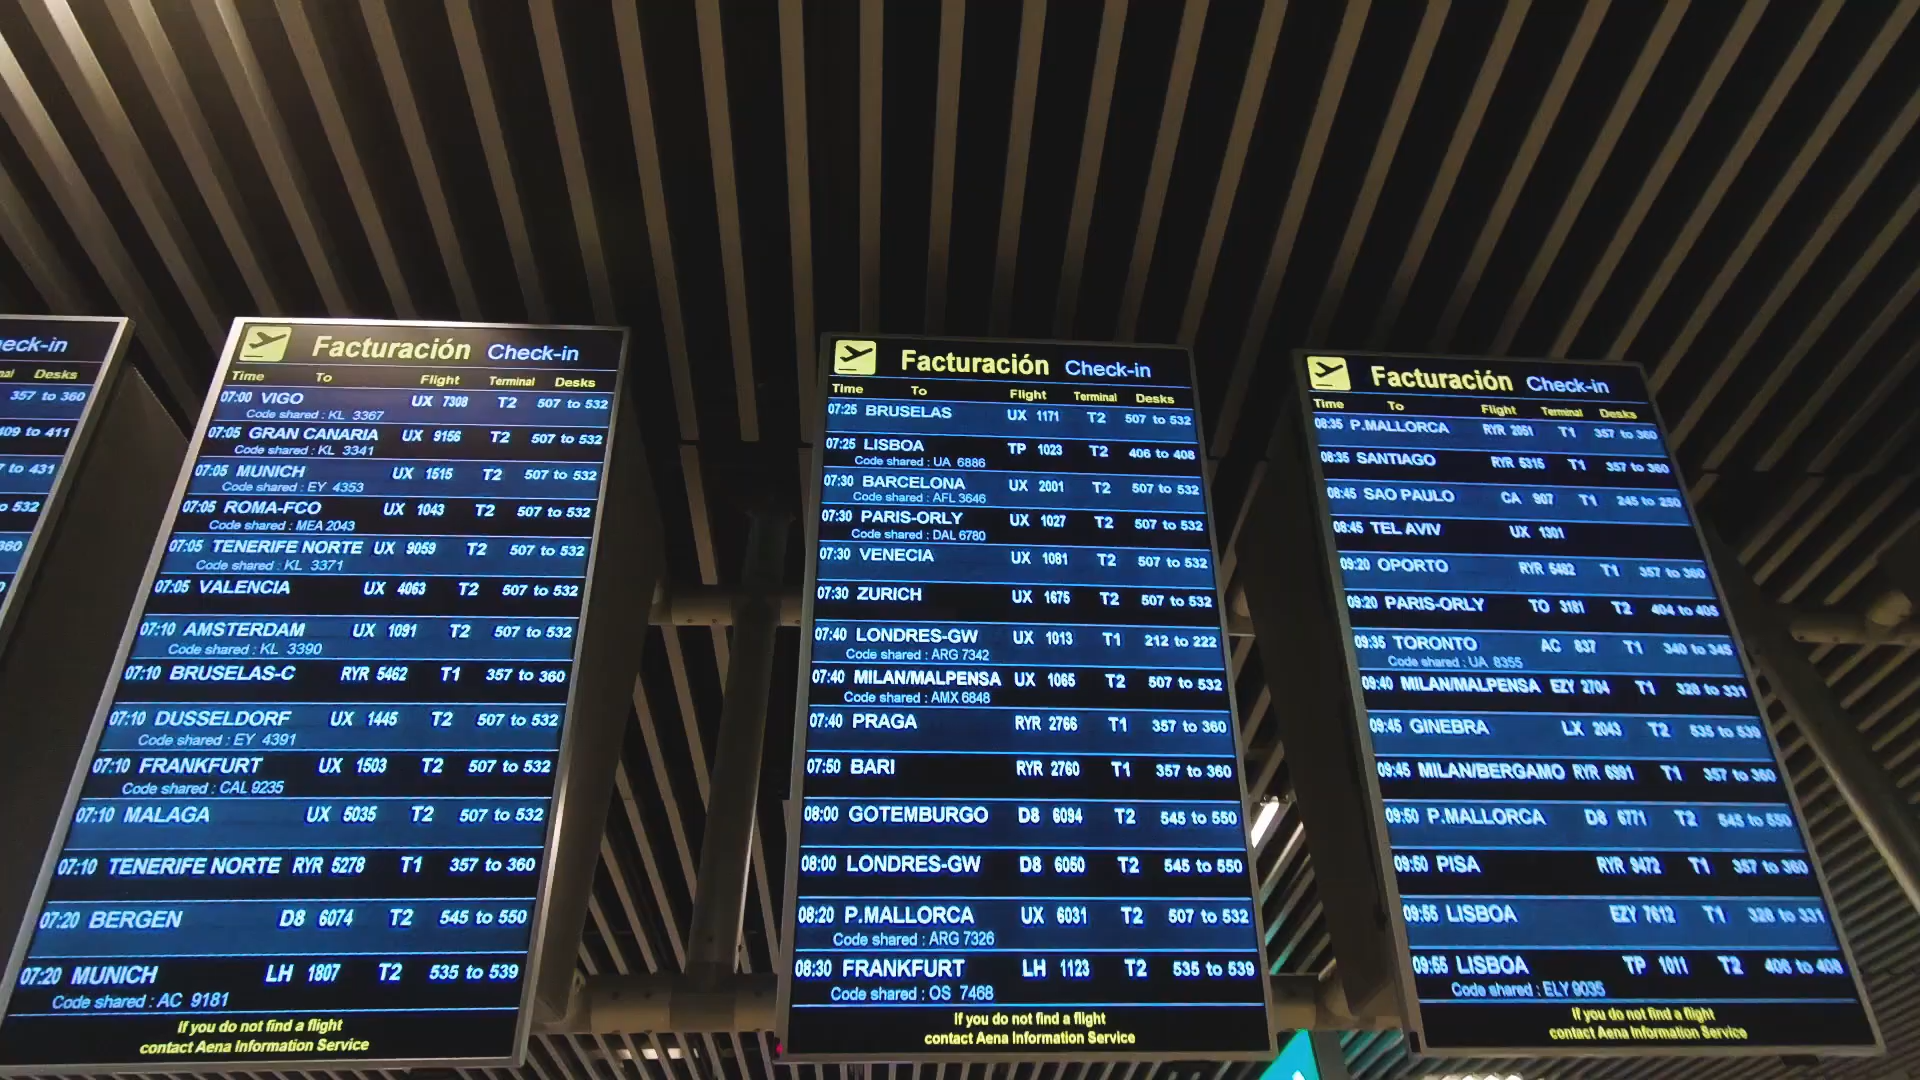 eck-in
nal Desks
357 to 360
409 to 411
to 431
o 532
360
Facturación Check-in
Time To Flight Terminal Desks
07:00 VIGO UX 7308 T2 507 to 532
Code shared : KL 3367
07:05 GRAN CANARIA UX 9156 T2 507 to 532
Code shared : KL 3341
07:05 MUNICH UX 1515 T2 507 to 532
Code shared : EY 4353
07:05 ROMA-FCO UX 1043 T2 507 to 532
Code shared : MEA 2043
07:05 TENERIFE NORTE UX 9059 T2 507 to 532
Code shared : KL 3371
07:05 VALENCIA UX 4063 T2 507 to 532
07:10 AMSTERDAM UX 1091 T2 507 to 532
Code shared : KL 3390
07:10 BRUSELAS-C RYR 5462 T1 357 to 360
07:10 DUSSELDORF UX 1445 T2 507 to 532
Code shared : EY 4391
07:10 FRANKFURT UX 1503 T2 507 to 532
Code shared : CAL 9235
07:10 MALAGA UX 5035 T2 507 to 532
07:10 TENERIFE NORTE RYR 5278 T1 357 to 360
07:20 BERGEN D8 6074 T2 545 to 550
07:20 MUNICH LH 1807 T2 535 to 539
Code shared : AC 9181
If you do not find a flight
contact Aena Information Service
Facturación Check-in
Time To Flight Terminal Desks
07:25 BRUSELAS UX 1171 T2 507 to 532
07:25 LISBOA TP 1023 T2 406 to 408
Code shared : UA 6886
07:30 BARCELONA UX 2001 T2 507 to 532
Code shared : AFL 3646
07:30 PARIS-ORLY UX 1027 T2 507 to 532
Code shared : DAL 6780
07:30 VENECIA UX 1081 T2 507 to 532
07:30 ZURICH UX 1675 T2 507 to 532
07:40 LONDRES-GW UX 1013 T1 212 to 222
Code shared : ARG 7342
07:40 MILAN/MALPENSA UX 1065 T2 507 to 532
Code shared : AMX 6848
07:40 PRAGA RYR 2766 T1 357 to 360
07:50 BARI RYR 2760 T1 357 to 360
08:00 GOTEMBURGO D8 6094 T2 545 to 550
08:00 LONDRES-GW D8 6050 T2 545 to 550
08:20 P.MALLORCA UX 6031 T2 507 to 532
Code shared : ARG 7326
08:30 FRANKFURT LH 1123 T2 535 to 539
Code shared : OS 7468
If you do not find a flight
contact Aena Information Service
Facturación Check-in
Time To Flight Terminal Desks
08:35 P.MALLORCA RYR 2051 T1 357 to 360
08:35 SANTIAGO RYR 5315 T1 357 to 360
08:45 SAO PAULO CA 907 T1 245 to 250
08:45 TEL AVIV UX 1301
09:20 OPORTO RYR 5482 T1 357 to 360
09:20 PARIS-ORLY TO 3181 T2 404 to 405
09:35 TORONTO AC 837 T1 340 to 345
Code shared : UA 8355
09:40 MILAN/MALPENSA EZY 2704 T1 328 to 331
09:45 GINEBRA LX 2043 T2 535 to 539
09:45 MILAN/BERGAMO RYR 6991 T1 357 to 360
09:50 P.MALLORCA D8 6771 T2 545 to 550
09:50 PISA RYR 9472 T1 357 to 360
09:55 LISBOA EZY 7612 T1 328 to 331
09:55 LISBOA TP 1011 T2 406 to 408
Code shared : ELY 9035
If you do not find a flight
contact Aena Information Service